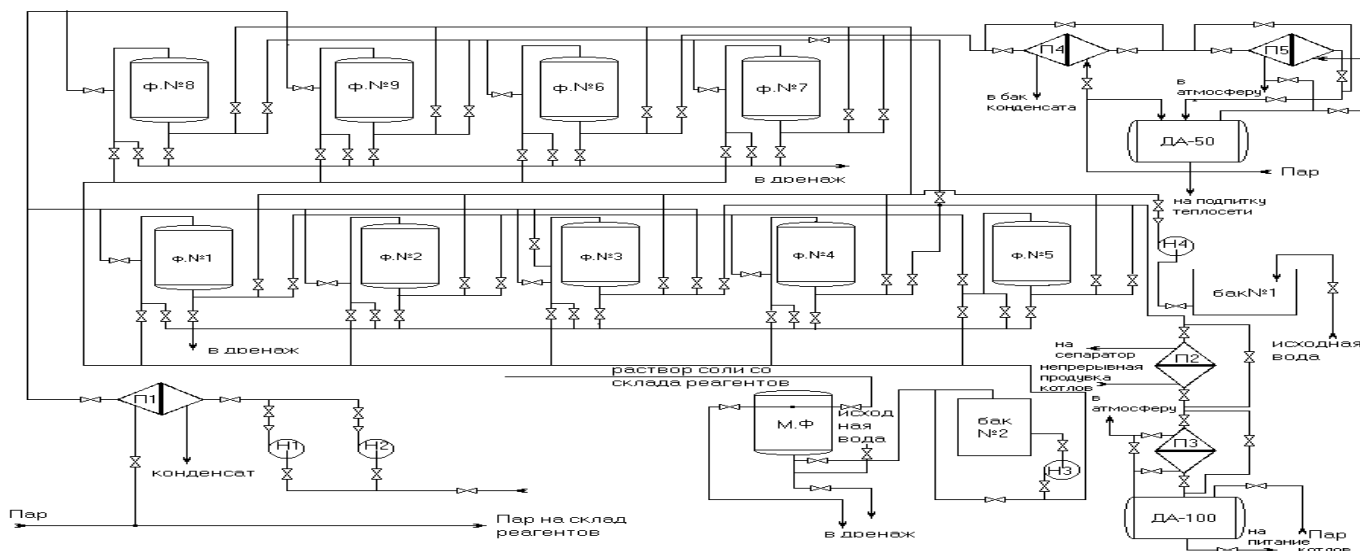 ф.№8
ф.№9
ф.№6
ф.№7
П4
П5
в бак
конденсата
в
атмосферу
ДА-50
Пар
на подпитку
теплосети
в дренаж
ф.№1
ф.№2
ф.№3
ф.№4
ф.№5
Н4
бак№1
исходная
вода
в дренаж
на
сепаратор
непрерывная
продувка
котлов
П2
раствор соли со
склада реагентов
П1
Н1
Н2
конденсат
М.Ф
исход
ная
вода
бак
№2
Н3
в
атмосферу
П3
Пар
Пар на склад
реагентов
в дренаж
ДА-100
на
питание
котлов
Пар